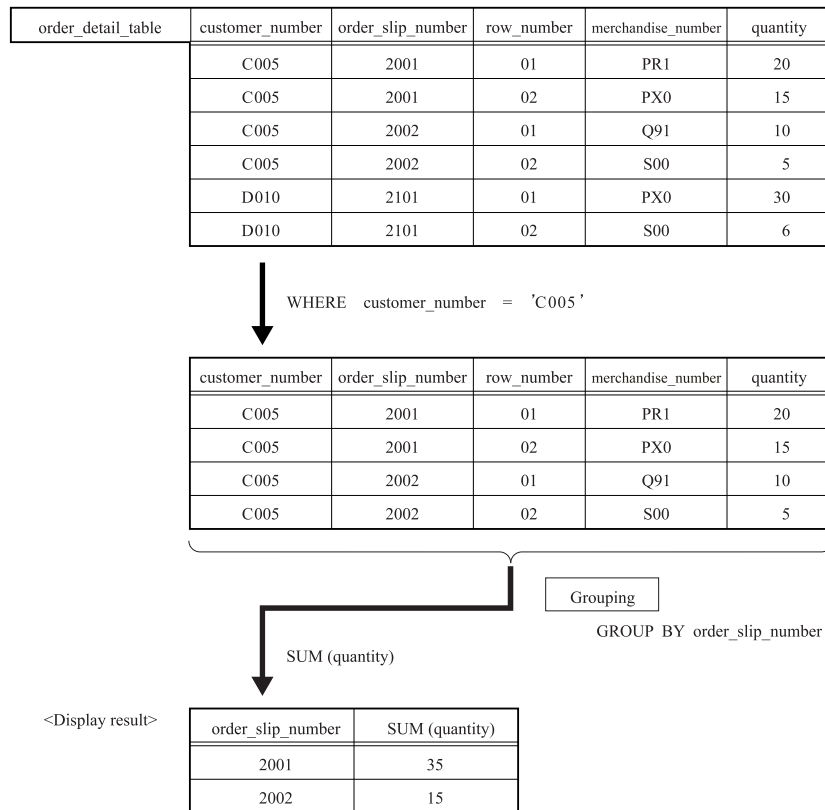 order_detail_table customer_number order_slip_number row_number merchandise_number quantity
C005 2001 01 PR1 20
C005 2001 02 PX0 15
C005 2002 01 Q91 10
C005 2002 02 S00 5
D010 2101 01 PX0 30
D010 2101 02 S00 6
WHERE customer_number = 'C005'
customer_number order_slip_number row_number merchandise_number quantity
C005 2001 01 PR1 20
C005 2001 02 PX0 15
C005 2002 01 Q91 10
C005 2002 02 S00 5
Grouping
GROUP BY order_slip_number
SUM (quantity)
<Display result>
order_slip_number SUM (quantity)
2001 35
2002 15